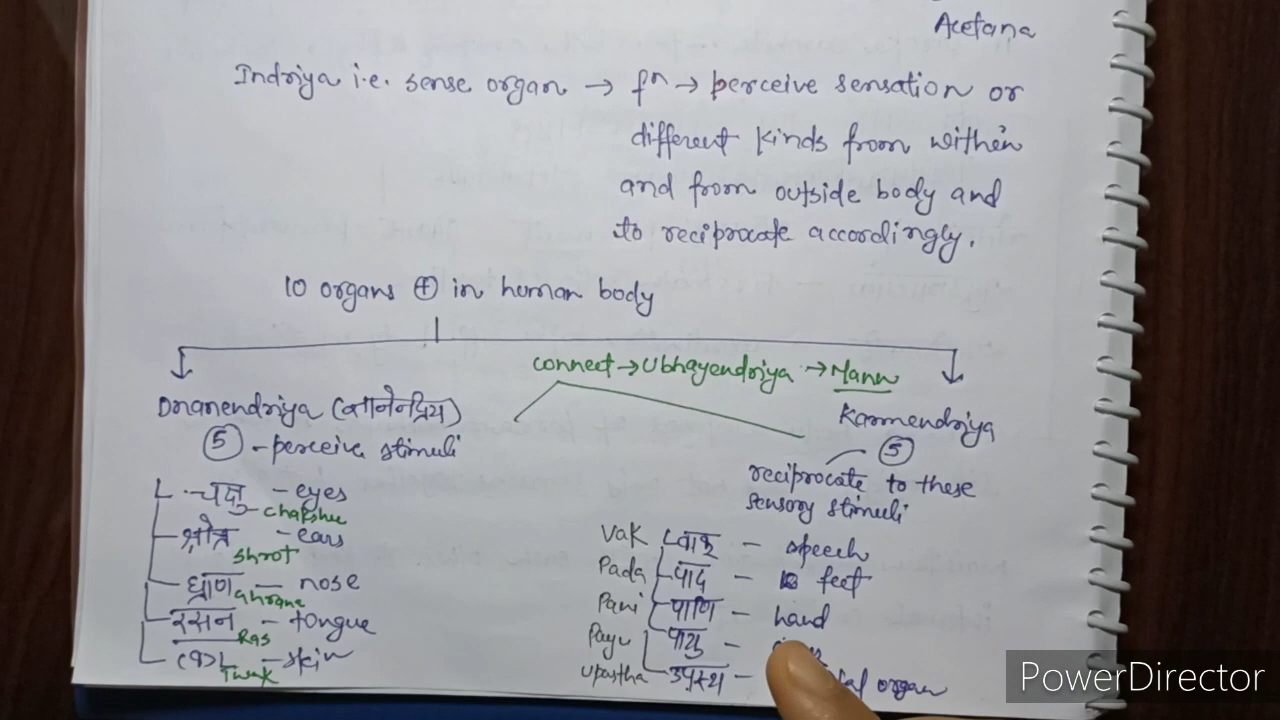 Acetana
Indriya i.e. sense organ → fⁿ → perceive sensation or
different kinds from within
and from outside body and
to reciprocate accordingly.
10 organs ⊕ in human body
connect → Ubhayendriya → Mann
Dnanendriya (ज्ञानेन्द्रिय)
Karmendriya
⑤ - perceive stimuli
⑤
reciprocate to these
sensory stimuli
चक्षु - eyes
chakshu
श्रोत्र - ears
shrot
घ्राण - nose
Ghrana
रसन - tongue
Ras
त्वक् - skin
Twak
Vak वाक् - speech
Pada पाद - feet
Pani पाणि - hand
Payu पायु -
Upastha उपस्थ - organ
PowerDirector